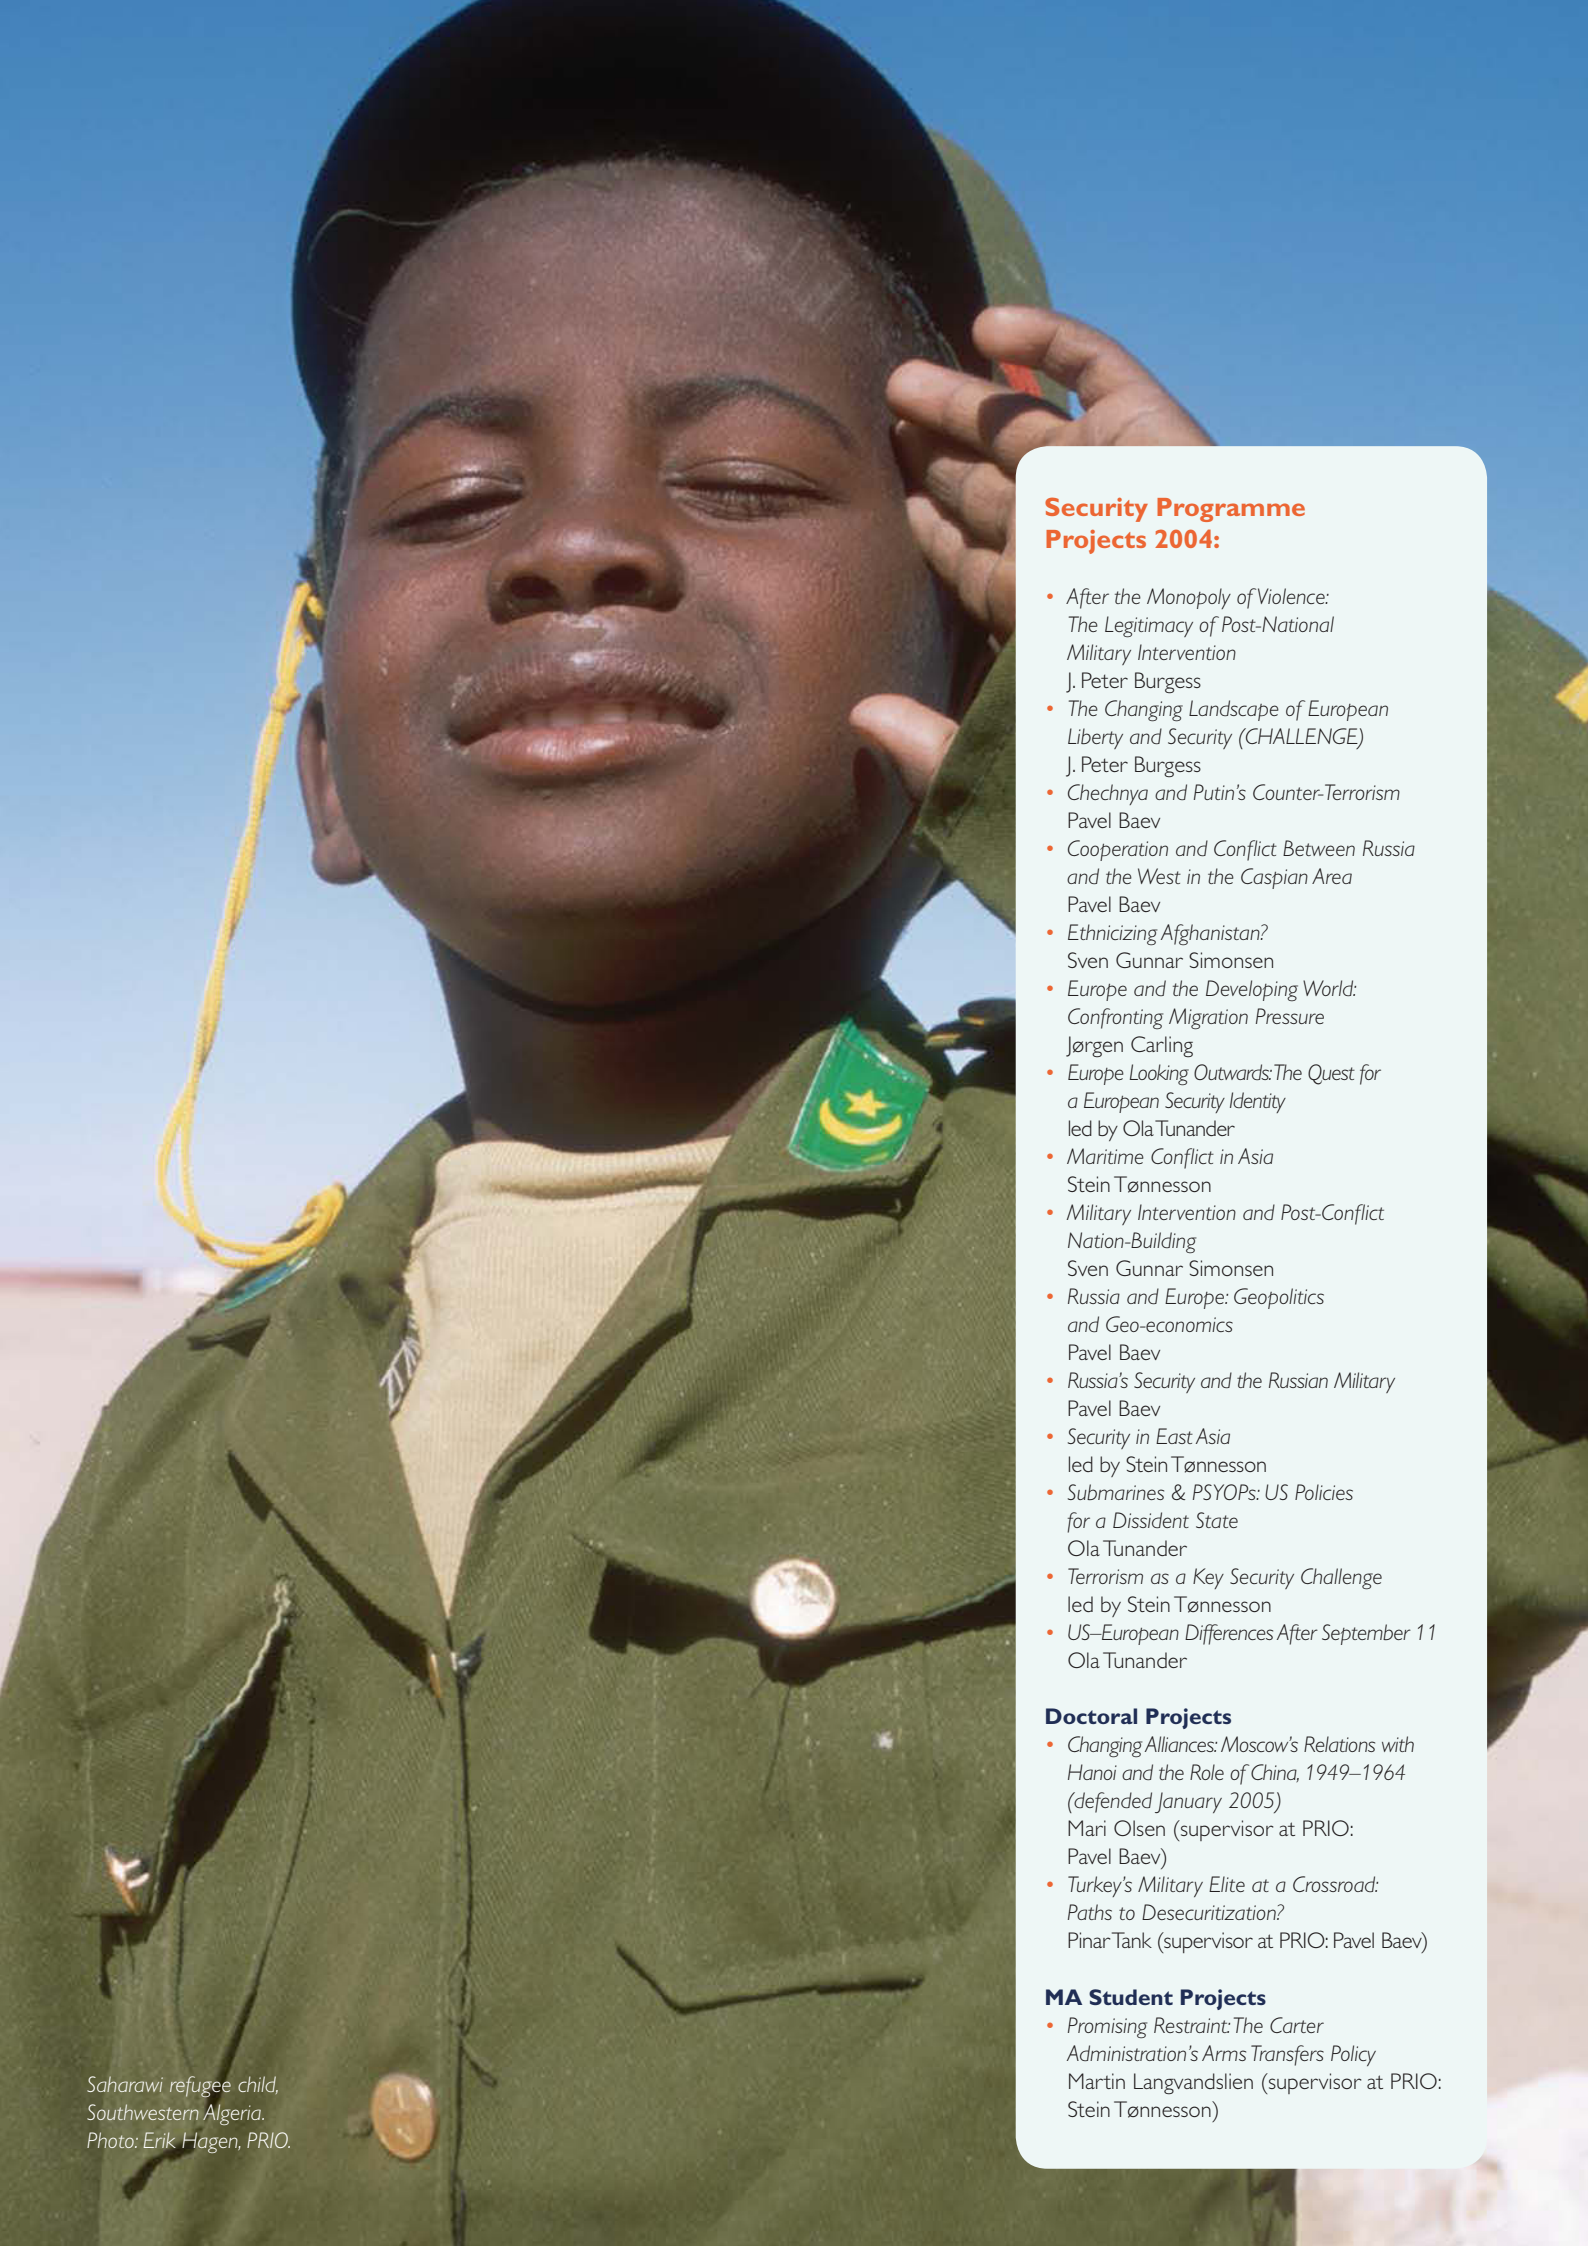 Security Programme
Projects 2004:
• After the Monopoly of Violence:
The Legitimacy of Post-National
Military Intervention
J. Peter Burgess
• The Changing Landscape of European
Liberty and Security (CHALLENGE)
J. Peter Burgess
• Chechnya and Putin’s Counter-Terrorism
Pavel Baev
• Cooperation and Conflict Between Russia
and the West in the Caspian Area
Pavel Baev
• Ethnicizing Afghanistan?
Sven Gunnar Simonsen
• Europe and the Developing World:
Confronting Migration Pressure
Jørgen Carling
• Europe Looking Outwards: The Quest for
a European Security Identity
led by Ola Tunander
• Maritime Conflict in Asia
Stein Tønnesson
• Military Intervention and Post-Conflict
Nation-Building
Sven Gunnar Simonsen
• Russia and Europe: Geopolitics
and Geo-economics
Pavel Baev
• Russia’s Security and the Russian Military
Pavel Baev
• Security in East Asia
led by Stein Tønnesson
• Submarines & PSYOPs: US Policies
for a Dissident State
Ola Tunander
• Terrorism as a Key Security Challenge
led by Stein Tønnesson
• US–European Differences After September 11
Ola Tunander
Doctoral Projects
• Changing Alliances: Moscow’s Relations with
Hanoi and the Role of China, 1949–1964
(defended January 2005)
Mari Olsen (supervisor at PRIO:
Pavel Baev)
• Turkey’s Military Elite at a Crossroad:
Paths to Desecuritization?
Pinar Tank (supervisor at PRIO: Pavel Baev)
MA Student Projects
• Promising Restraint: The Carter
Administration’s Arms Transfers Policy
Martin Langvandslien (supervisor at PRIO:
Stein Tønnesson)
Saharawi refugee child,
Southwestern Algeria.
Photo: Erik Hagen, PRIO.